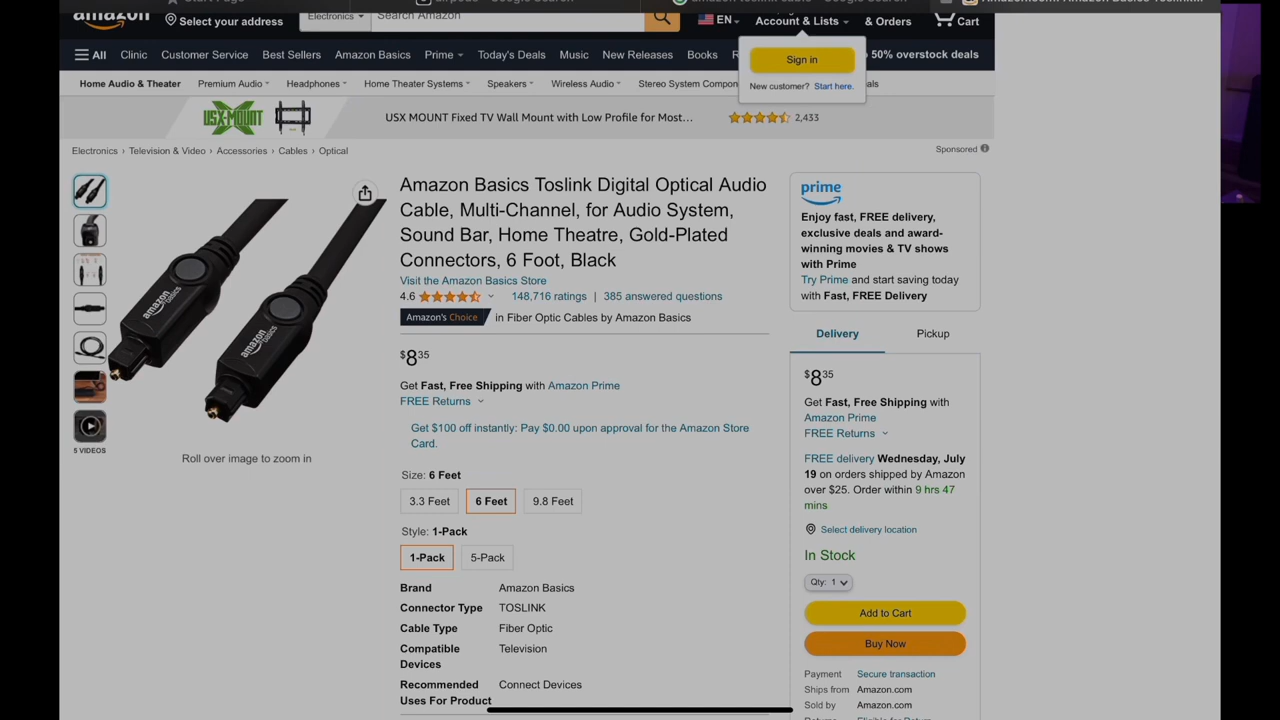 amazon
Select your address
Electronics
Search Amazon
EN
Account & Lists
& Orders
Cart
All
Clinic
Customer Service
Best Sellers
Amazon Basics
Prime
Today's Deals
Music
New Releases
Books
50% overstock deals
Sign in
New customer? Start here.
Home Audio & Theater
Premium Audio
Headphones
Home Theater Systems
Speakers
Wireless Audio
Stereo System Compon
als
USX-MOUNT
USX MOUNT Fixed TV Wall Mount with Low Profile for Most…
2,433
Electronics › Television & Video › Accessories › Cables › Optical
Sponsored
Amazon Basics Toslink Digital Optical Audio
Cable, Multi-Channel, for Audio System,
Sound Bar, Home Theatre, Gold-Plated
Connectors, 6 Foot, Black
Visit the Amazon Basics Store
4.6
148,716 ratings | 385 answered questions
Amazon's Choice in Fiber Optic Cables by Amazon Basics
amazon basics
amazon basics
5 VIDEOS
Roll over image to zoom in
$8 35
Get Fast, Free Shipping with Amazon Prime
FREE Returns
Get $100 off instantly: Pay $0.00 upon approval for the Amazon Store
Card.
Size: 6 Feet
3.3 Feet
6 Feet
9.8 Feet
Style: 1-Pack
1-Pack
5-Pack
Brand Amazon Basics
Connector Type TOSLINK
Cable Type Fiber Optic
Compatible Television
Devices
Recommended Connect Devices
Uses For Product
prime
Enjoy fast, FREE delivery,
exclusive deals and award-
winning movies & TV shows
with Prime
Try Prime and start saving today
with Fast, FREE Delivery
Delivery
Pickup
$8 35
Get Fast, Free Shipping with
Amazon Prime
FREE Returns
FREE delivery Wednesday, July
19 on orders shipped by Amazon
over $25. Order within 9 hrs 47
mins
Select delivery location
In Stock
Qty: 1
Add to Cart
Buy Now
Payment Secure transaction
Ships from Amazon.com
Sold by Amazon.com